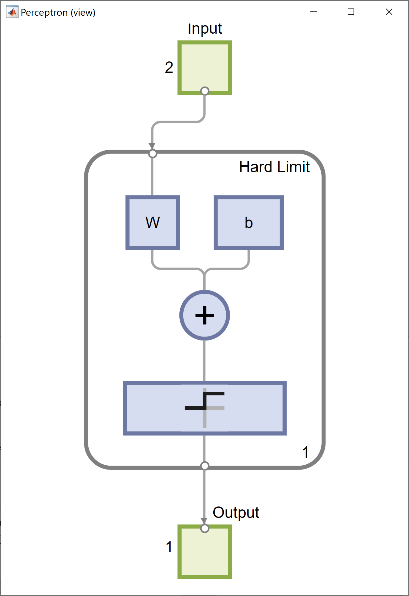 Perceptron (view)
Input
2
Hard Limit
W
b
+
1
Output
1